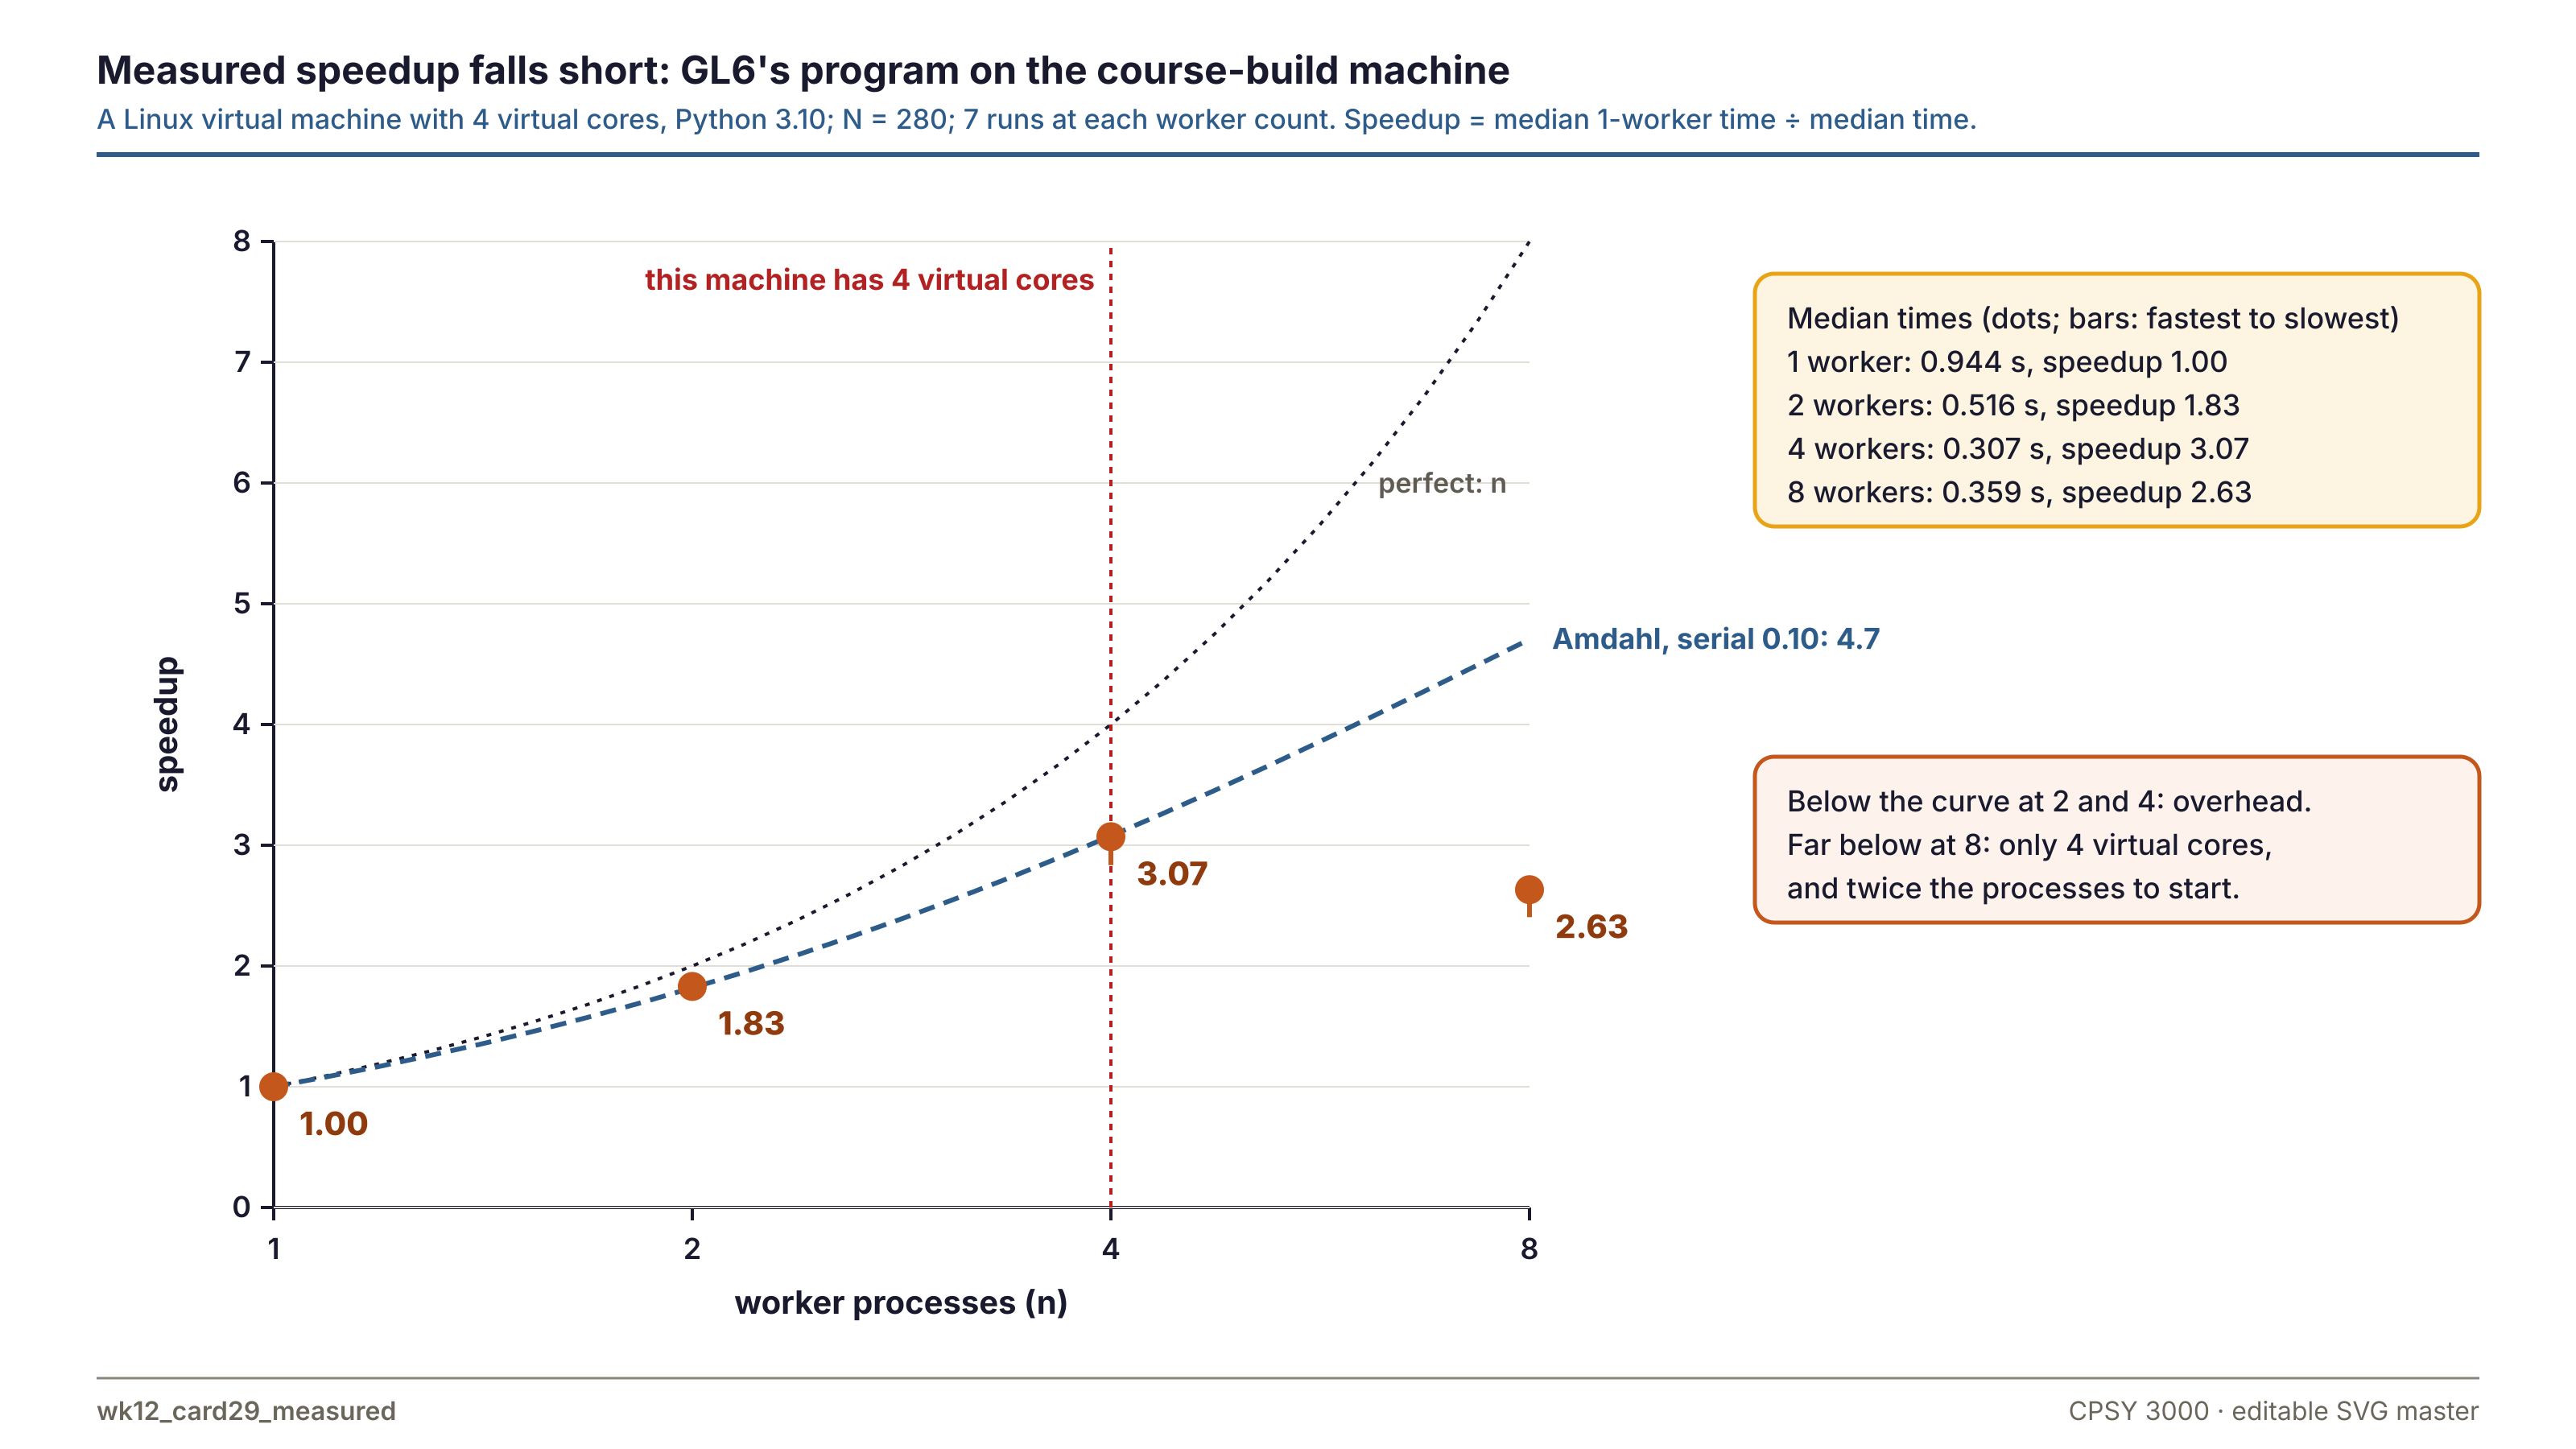 Measured speedup falls short: GL6's program on the course-build machine
A Linux virtual machine with 4 virtual cores, Python 3.10; N = 280; 7 runs at each worker count. Speedup = median 1-worker time ÷ median time.
8
this machine has 4 virtual cores
7
6
perfect: n
5
Amdahl, serial 0.10: 4.7
speedup
4
3
3.07
2.63
2
1.83
1
1.00
0
1
2
4
8
worker processes (n)
Median times (dots; bars: fastest to slowest)
1 worker: 0.944 s, speedup 1.00
2 workers: 0.516 s, speedup 1.83
4 workers: 0.307 s, speedup 3.07
8 workers: 0.359 s, speedup 2.63
Below the curve at 2 and 4: overhead.
Far below at 8: only 4 virtual cores,
and twice the processes to start.
wk12_card29_measured
CPSY 3000 · editable SVG master